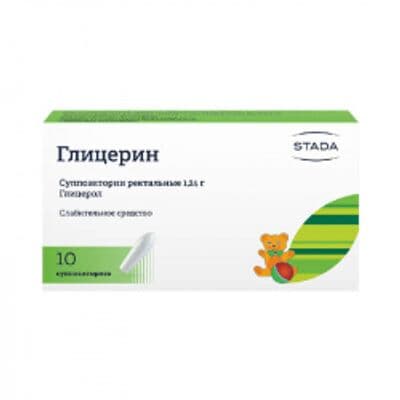 STADA
Глицерин
Суппозитории ректальные 1,24 г
Глицерол
Слабительное средство
10
суппозиториев